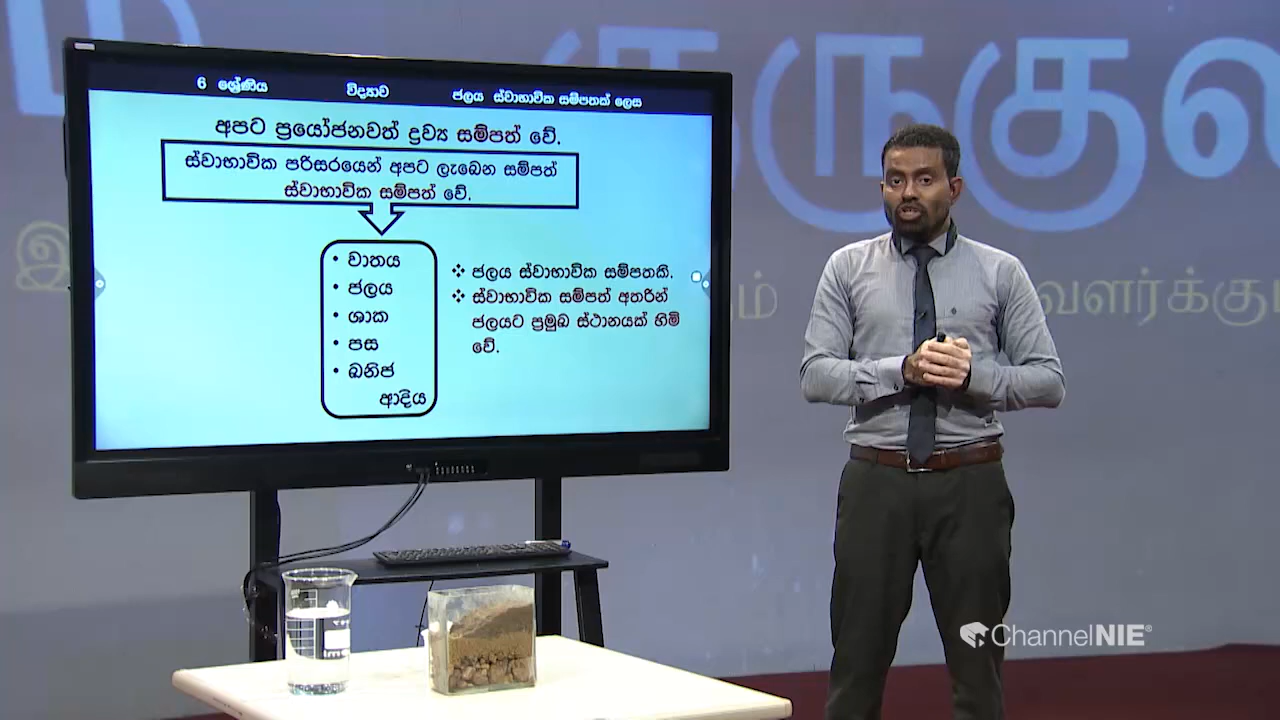 6 ශ්‍රේණිය විද්‍යාව ජලය ස්වාභාවික සම්පතක් ලෙස
අපට ප්‍රයෝජනවත් ද්‍රව්‍ය සම්පත් වේ.
ස්වාභාවික පරිසරයෙන් අපට ලැබෙන සම්පත්
ස්වාභාවික සම්පත් වේ.
• වාතය
• ජලය
• ශාක
• පස
• ඛනිජ
ආදිය
❖ ජලය ස්වාභාවික සම්පතකි.
❖ ස්වාභාවික සම්පත් අතරින්
ජලයට ප්‍රමුඛ ස්ථානයක් හිමි
වේ.
குருகுல
வளர்க்கு
ChannelNIE®